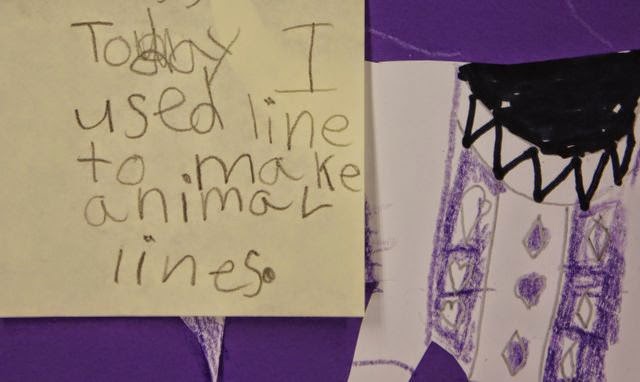 Today I
used line
to make
animal
lines.